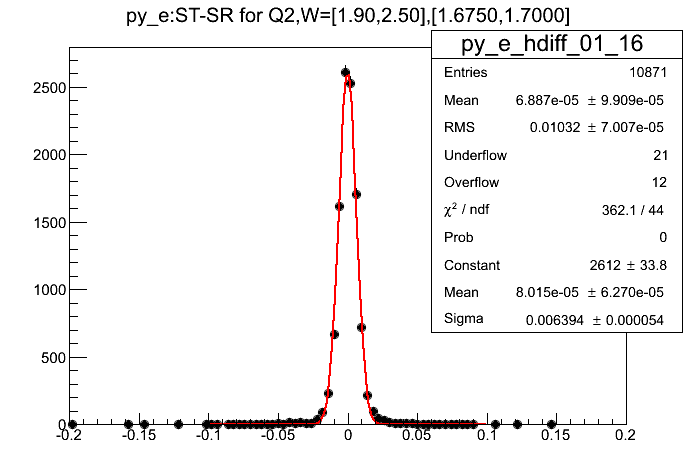 py_e:ST-SR for Q2,W=[1.90,2.50],[1.6750,1.7000]
py_e_hdiff_01_16
Entries 10871
Mean 6.887e-05 ± 9.909e-05
RMS 0.01032 ± 7.007e-05
Underflow 21
Overflow 12
χ² / ndf 362.1 / 44
Prob 0
Constant 2612 ± 33.8
Mean 8.015e-05 ± 6.270e-05
Sigma 0.006394 ± 0.000054
2500
2000
1500
1000
500
0
-0.2 -0.15 -0.1 -0.05 0 0.05 0.1 0.15 0.2